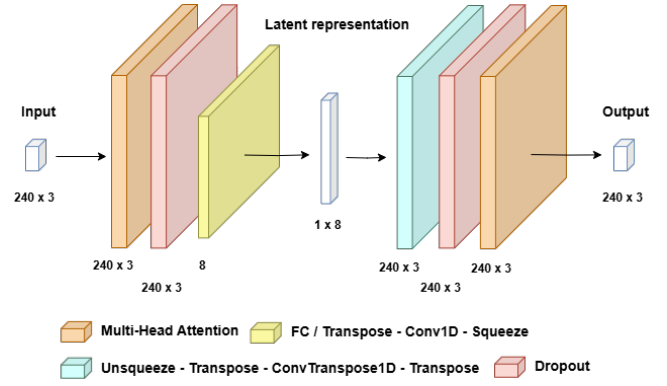 Latent representation
Input
Output
240 x 3
240 x 3
1 x 8
240 x 3
8
240 x 3
240 x 3
240 x 3
240 x 3
240 x 3
Multi-Head Attention
FC / Transpose - Conv1D - Squeeze
Unsqueeze - Transpose - ConvTranspose1D - Transpose
Dropout